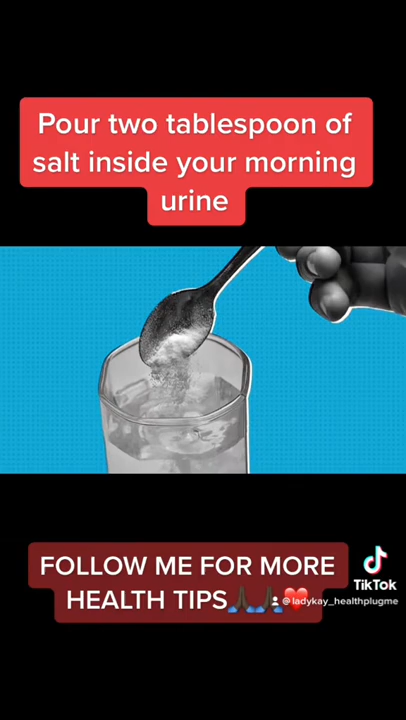 Pour two tablespoon of
salt inside your morning
urine
FOLLOW ME FOR MORE
HEALTH TIPS🙏🏿🙏🏿❤️
TikTok
@ladykay_healthplugme